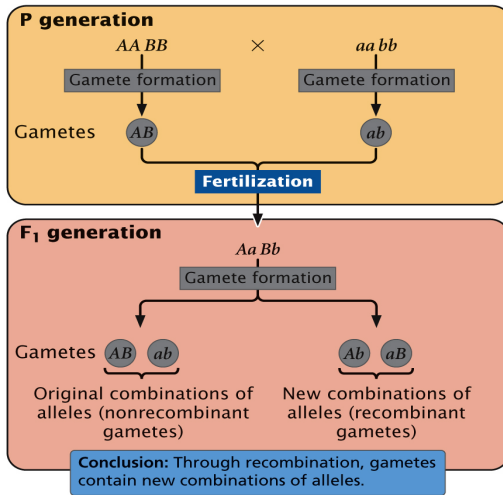 P generation
AA BB × aa bb
Gamete formation Gamete formation
Gametes AB ab
Fertilization
F₁ generation
Aa Bb
Gamete formation
Gametes AB ab Ab aB
Original combinations of New combinations of
alleles (nonrecombinant alleles (recombinant
gametes) gametes)
Conclusion: Through recombination, gametes
contain new combinations of alleles.